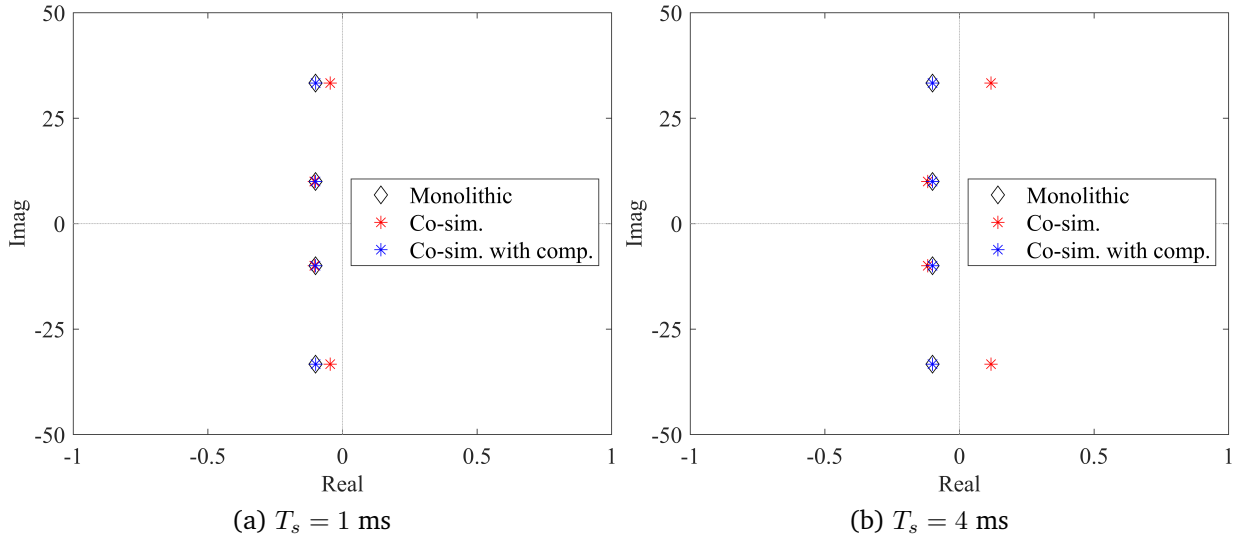 50
25
0
-25
-50
Imag
-1
-0.5
0
0.5
1
Real
Monolithic
Co-sim.
Co-sim. with comp.
(a) T_s = 1 ms
50
25
0
-25
-50
Imag
-1
-0.5
0
0.5
1
Real
Monolithic
Co-sim.
Co-sim. with comp.
(b) T_s = 4 ms